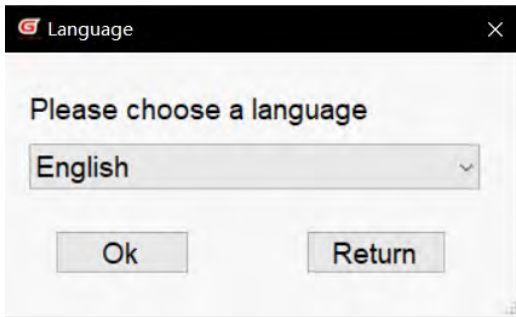 Language
Please choose a language
English
Ok
Return